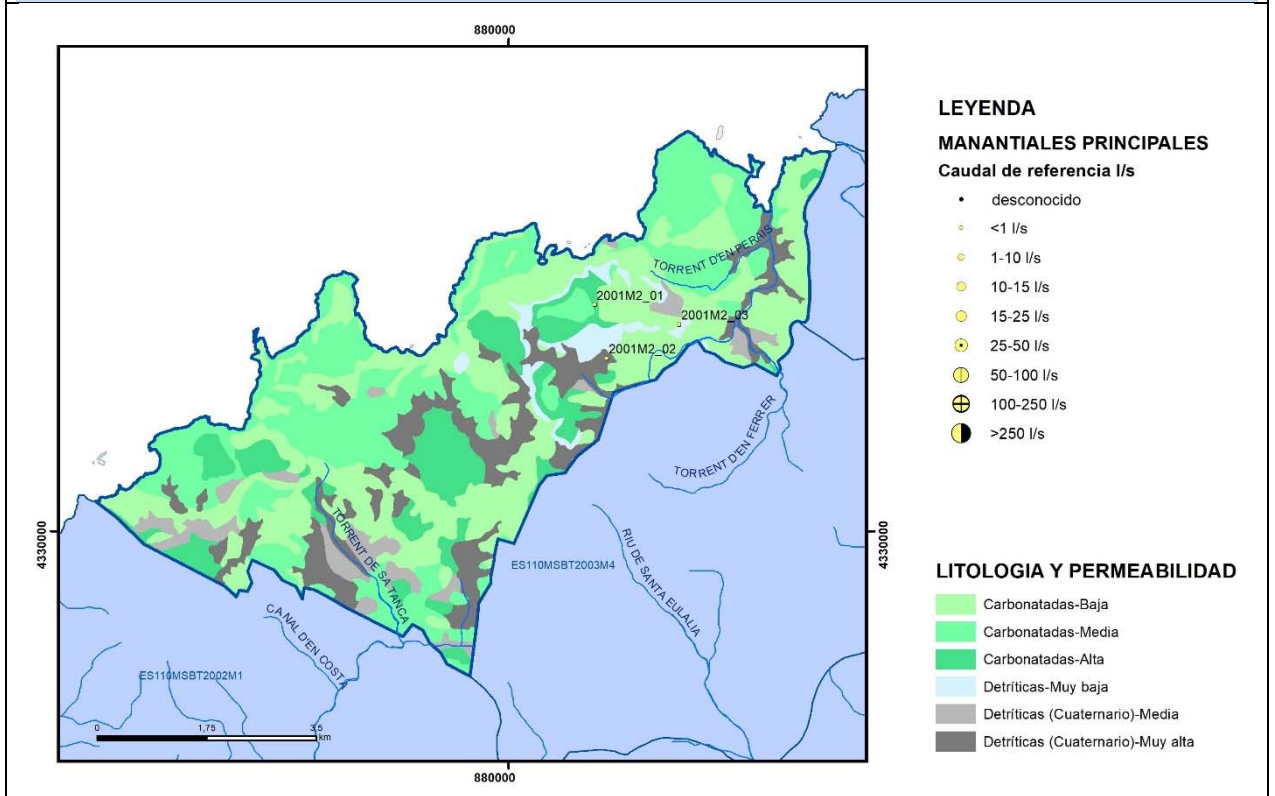 880000
4330000
4330000
880000
TORRENT D'EN PERAIS
2001M2_01
2001M2_03
2001M2_02
TORRENT D'EN FERRER
TORRENT DE SA TANCA
RIU DE SANTA EULALIA
ES110MSBT2003M4
CANAL D'EN COSTA
ES110MSBT2002M1
0 1,75 3,5
km
LEYENDA
MANANTIALES PRINCIPALES
Caudal de referencia l/s
desconocido
<1 l/s
1-10 l/s
10-15 l/s
15-25 l/s
25-50 l/s
50-100 l/s
100-250 l/s
>250 l/s
LITOLOGIA Y PERMEABILIDAD
Carbonatadas-Baja
Carbonatadas-Media
Carbonatadas-Alta
Detríticas-Muy baja
Detríticas (Cuaternario)-Media
Detríticas (Cuaternario)-Muy alta